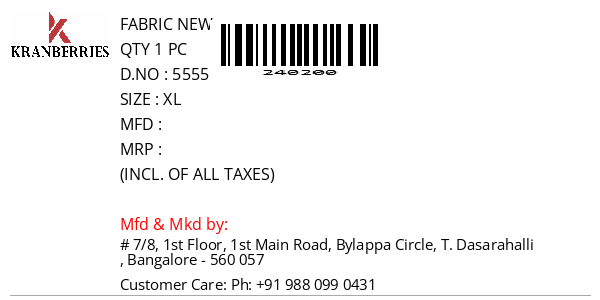 KRANBERRIES
FABRIC NEW
240200
QTY 1 PC
D.NO : 5555
SIZE : XL
MFD :
MRP :
(INCL. OF ALL TAXES)
Mfd & Mkd by:
# 7/8, 1st Floor, 1st Main Road, Bylappa Circle, T. Dasarahalli
, Bangalore - 560 057
Customer Care: Ph: +91 988 099 0431